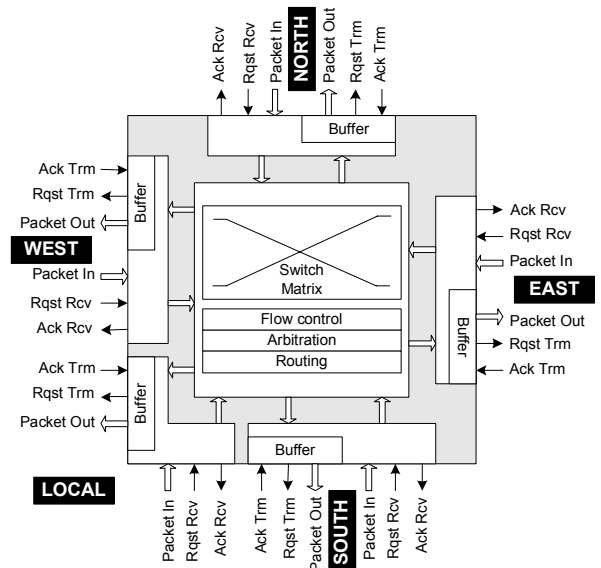 Ack Rcv
Rqst Rcv
Packet In
NORTH
Packet Out
Rqst Trm
Ack Trm
Buffer
Ack Trm
Rqst Trm
Packet Out
WEST
Packet In
Rqst Rcv
Ack Rcv
Buffer
Switch
Matrix
Flow control
Arbitration
Routing
Ack Rcv
Rqst Rcv
Packet In
EAST
Packet Out
Rqst Trm
Ack Trm
Buffer
Ack Trm
Rqst Trm
Packet Out
Buffer
LOCAL
Packet In
Rqst Rcv
Ack Rcv
Buffer
Ack Trm
Rqst Trm
Packet Out
SOUTH
Packet In
Rqst Rcv
Ack Rcv